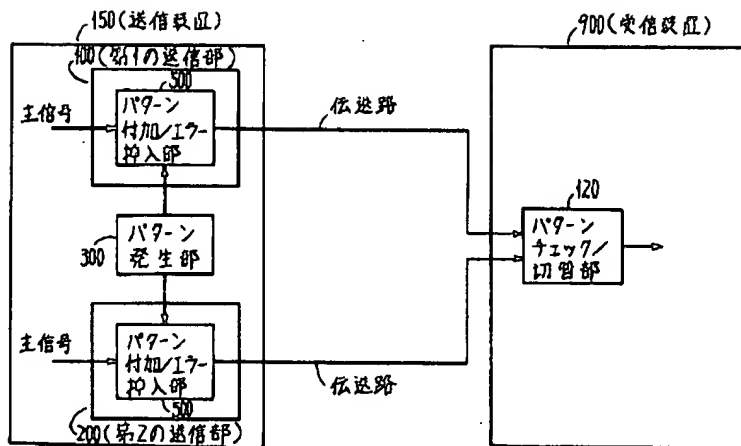 150(送信装置)
100(第1の送信部)
500
主信号
パターン
付加/エラー
挿入部
伝送路
300
パターン
発生部
主信号
パターン
付加/エラー
挿入部
500
200(第2の送信部)
伝送路
900(受信装置)
120
パターン
チェック/
切替部